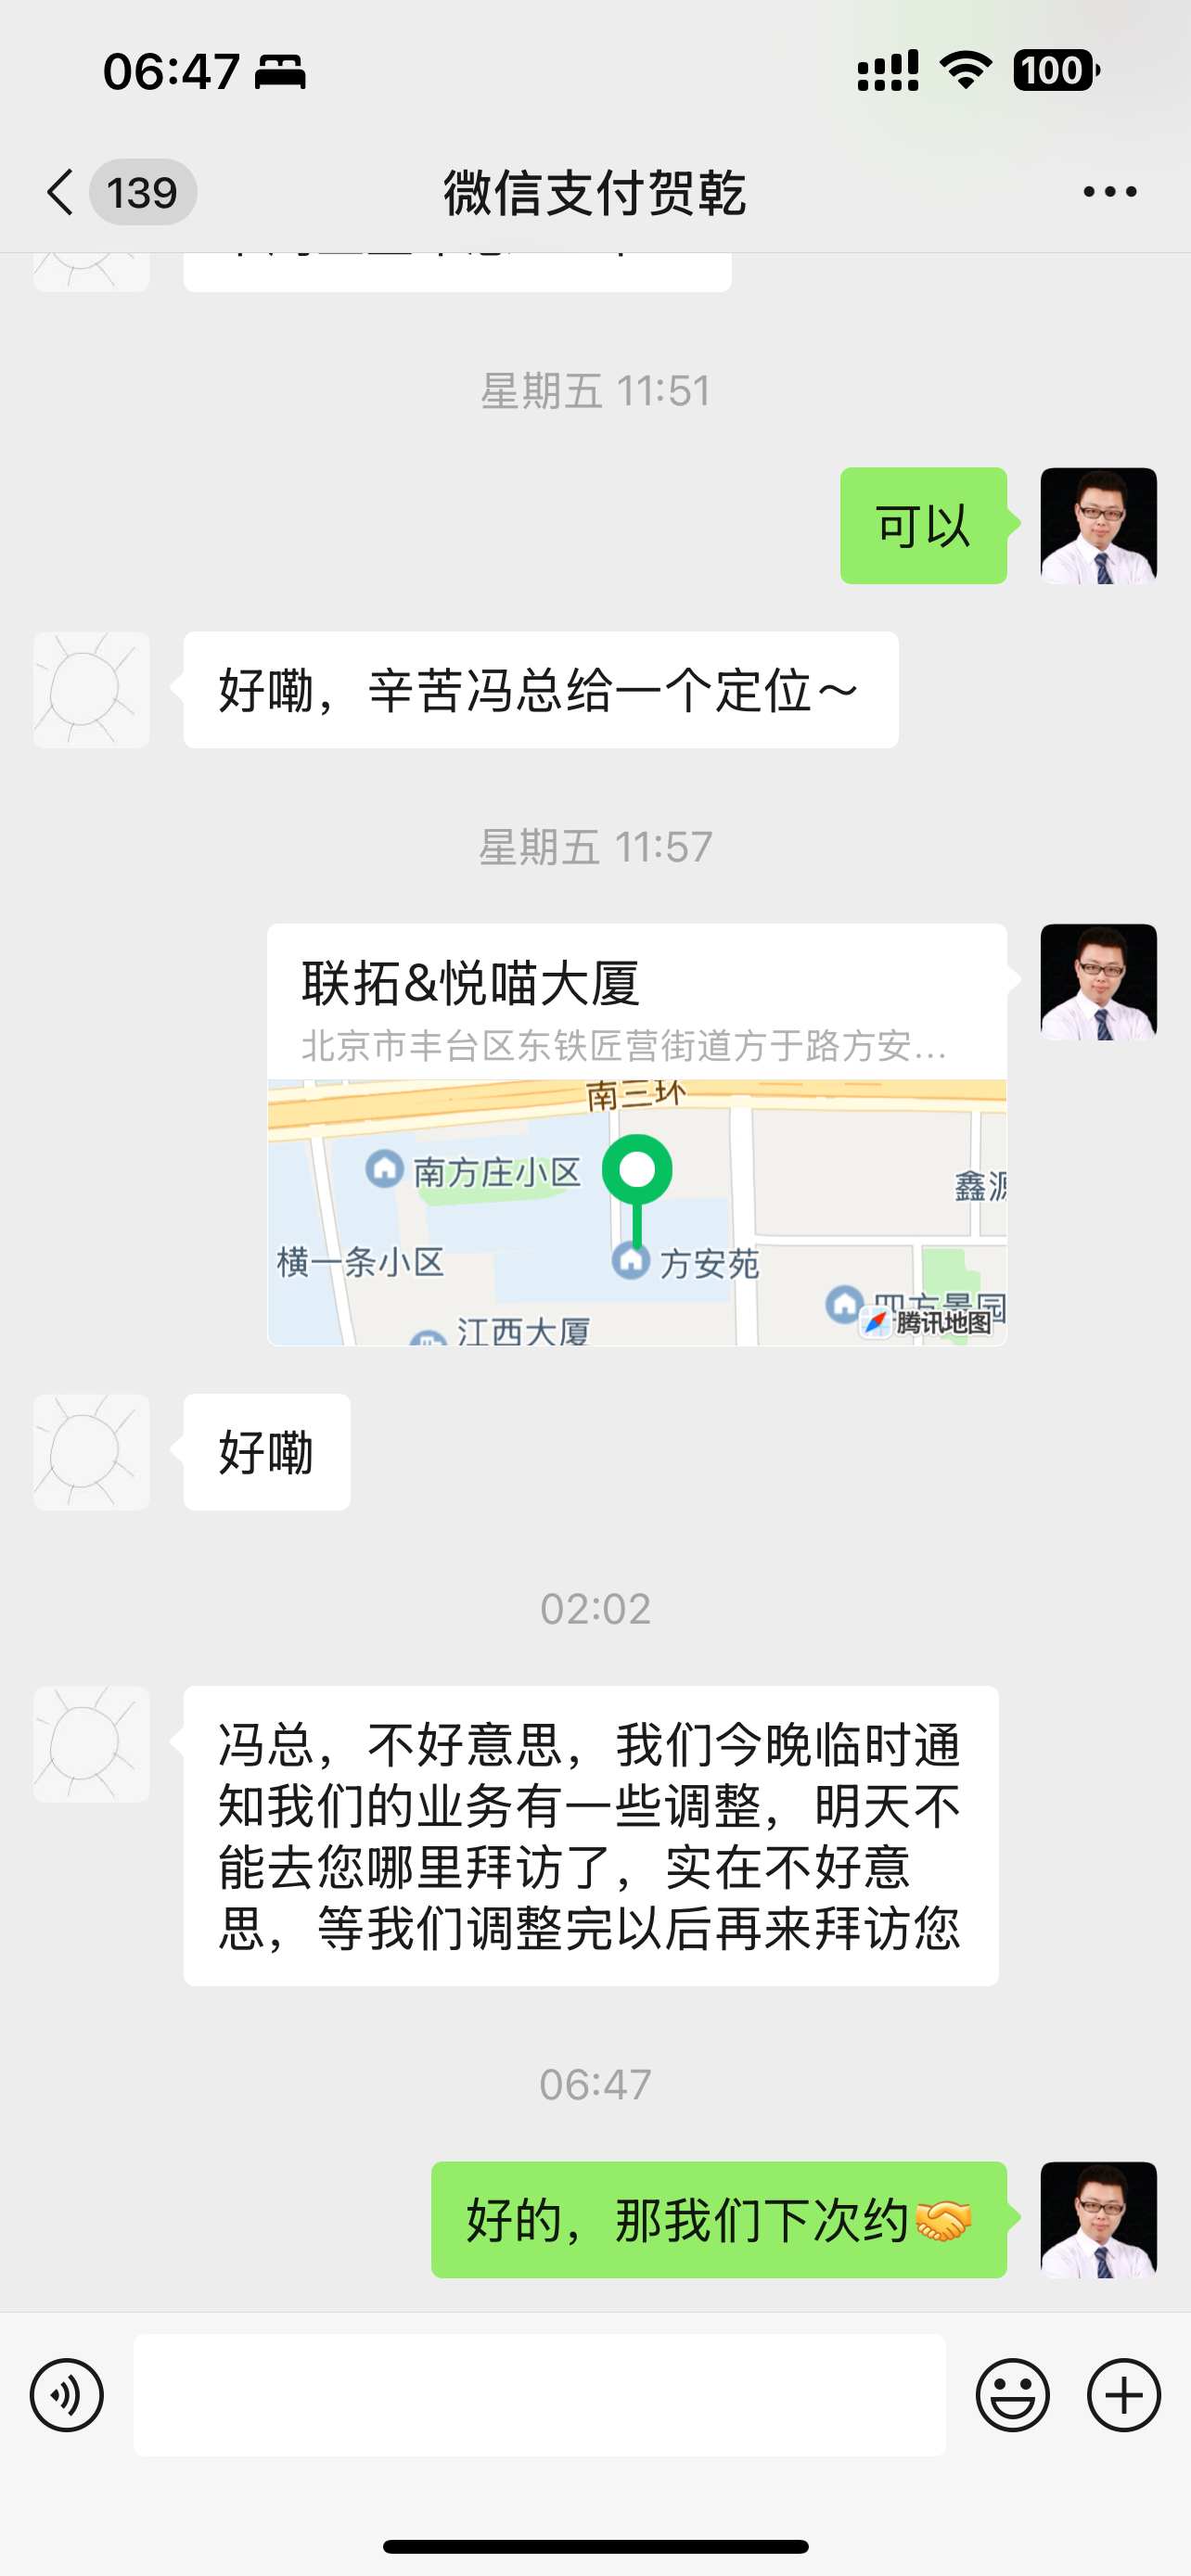 06:47
100
139
微信支付贺乾
星期五 11:51
可以
好嘞，辛苦冯总给一个定位～
星期五 11:57
联拓&悦喵大厦
北京市丰台区东铁匠营街道方于路方安...
南三环
南方庄小区
鑫源
横一条小区
方安苑
四方景园
江西大厦
腾讯地图
好嘞
02:02
冯总，不好意思，我们今晚临时通
知我们的业务有一些调整，明天不
能去您哪里拜访了，实在不好意
思，等我们调整完以后再来拜访您
06:47
好的，那我们下次约🤝